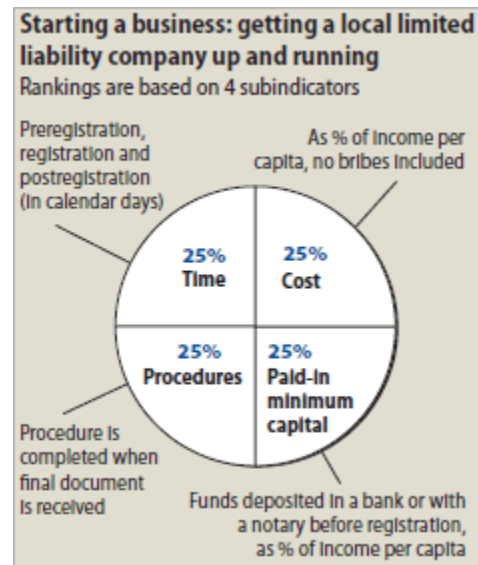 Starting a business: getting a local limited
liability company up and running
Rankings are based on 4 subindicators
Preregistration,
registration and
postregistration
(in calendar days)
As % of income per
capita, no bribes included
25%
Time
25%
Cost
25%
Procedures
25%
Paid-in
minimum
capital
Procedure is
completed when
final document
is received
Funds deposited in a bank or with
a notary before registration,
as % of income per capita